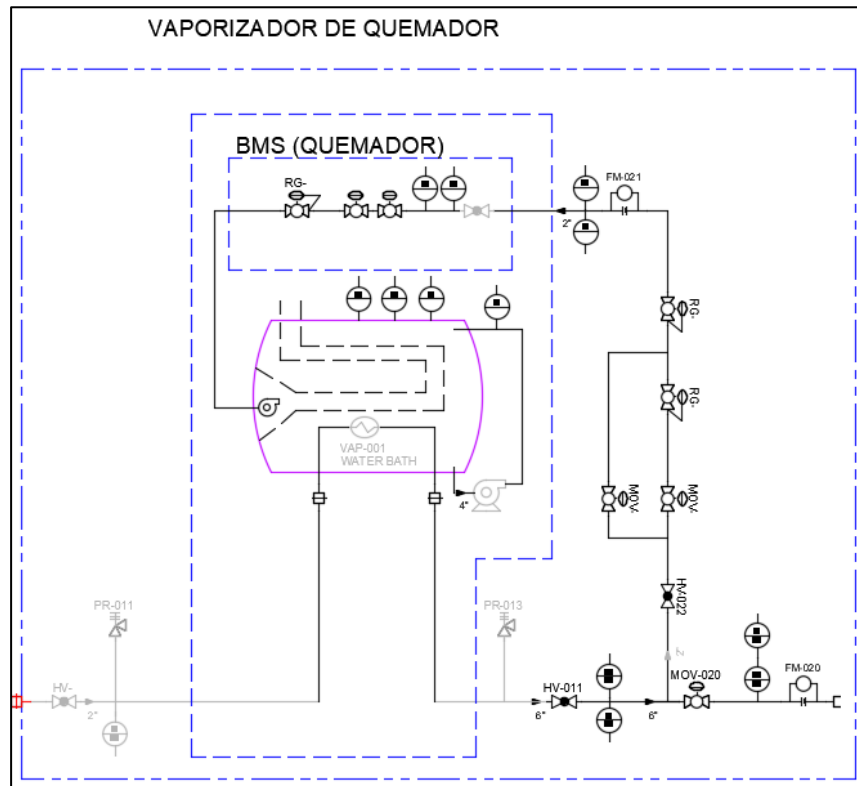 VAPORIZADOR DE QUEMADOR
BMS (QUEMADOR)
RG-
FM-021
2"
RG-
RG-
VAP-001
WATER BATH
4"
MOV-
MOV-
HV-022
PR-011
PR-013
HV-
2"
HV-011
6"
6"
2"
MOV-020
FM-020